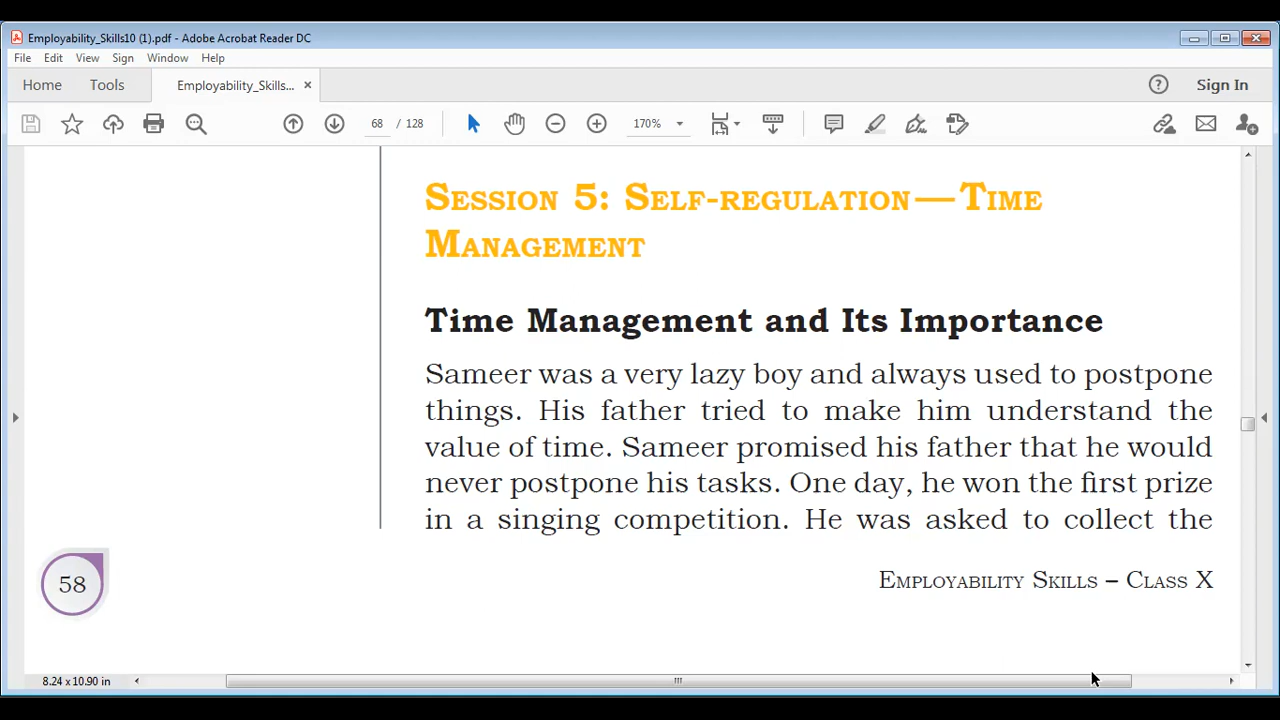 Employability_Skills10 (1).pdf - Adobe Acrobat Reader DC
File Edit View Sign Window Help
Home Tools Employability_Skills... × Sign In
68 / 128 170%
SESSION 5: SELF-REGULATION—TIME
MANAGEMENT
Time Management and Its Importance
Sameer was a very lazy boy and always used to postpone
things. His father tried to make him understand the
value of time. Sameer promised his father that he would
never postpone his tasks. One day, he won the first prize
in a singing competition. He was asked to collect the
58
EMPLOYABILITY SKILLS – CLASS X
8.24 x 10.90 in